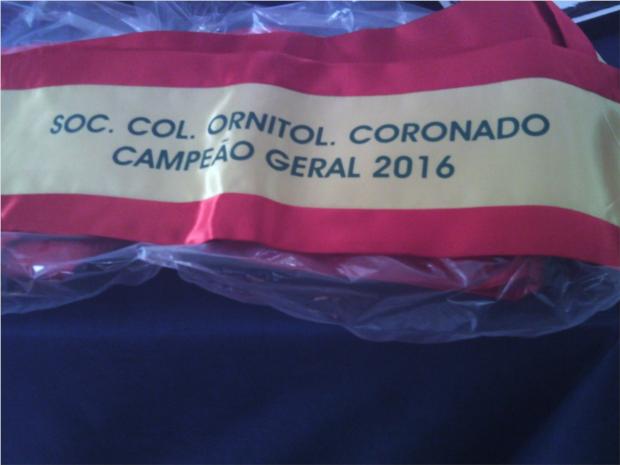 SOC. COL. ORNITOL. CORONADO
CAMPEÃO GERAL 2016